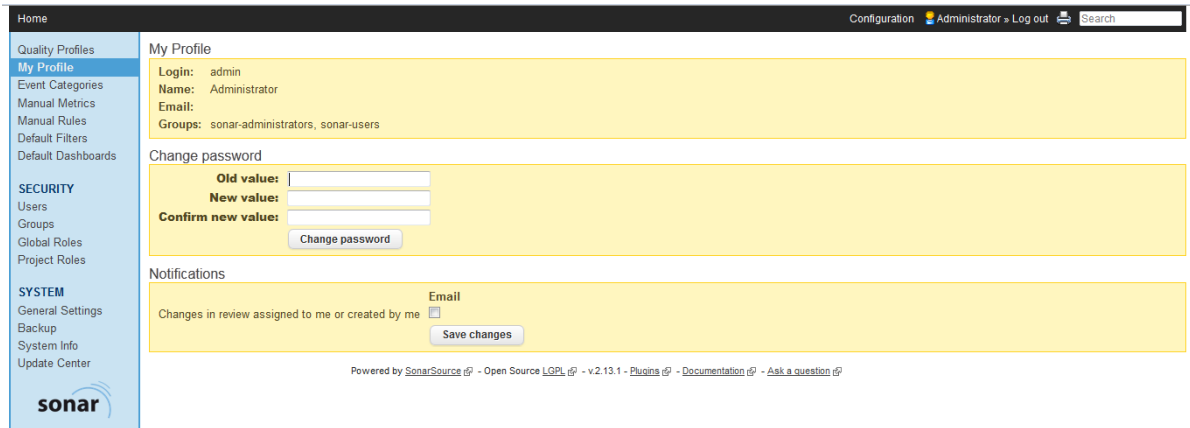 Home Configuration Administrator » Log out Search
Quality Profiles
My Profile
Event Categories
Manual Metrics
Manual Rules
Default Filters
Default Dashboards
SECURITY
Users
Groups
Global Roles
Project Roles
SYSTEM
General Settings
Backup
System Info
Update Center
sonar
My Profile
Login: admin
Name: Administrator
Email:
Groups: sonar-administrators, sonar-users
Change password
Old value:
New value:
Confirm new value:
Change password
Notifications
Email
Changes in review assigned to me or created by me
Save changes
Powered by SonarSource - Open Source LGPL - v.2.13.1 - Plugins - Documentation - Ask a question